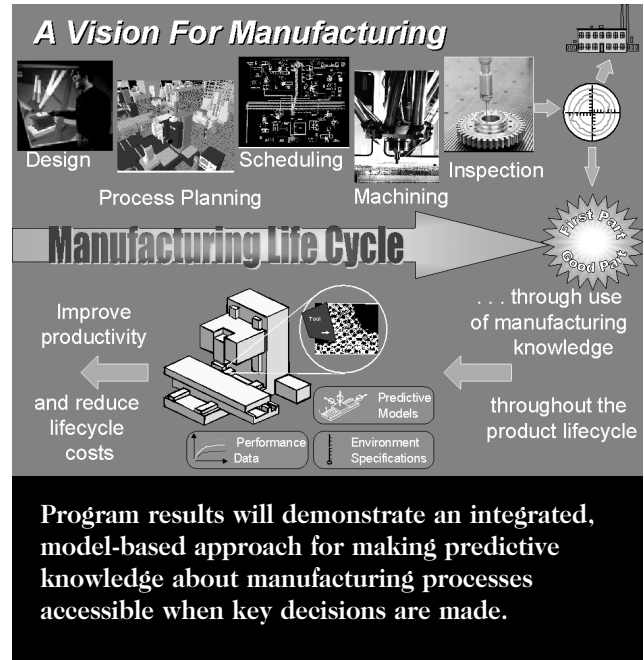 A Vision For Manufacturing
Design
Process Planning
Scheduling
Machining
Inspection
Manufacturing Life Cycle
First Part
Good Part
Improve
productivity
and reduce
lifecycle
costs
Tool
Predictive
Models
Performance
Data
Environment
Specifications
. . . through use
of manufacturing
knowledge
throughout the
product lifecycle
Program results will demonstrate an integrated,
model-based approach for making predictive
knowledge about manufacturing processes
accessible when key decisions are made.